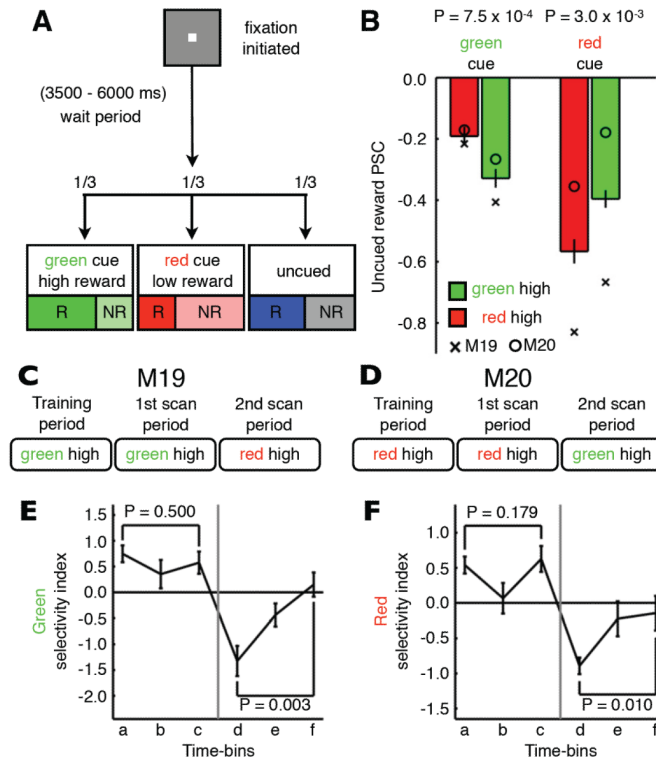 A
fixation
initiated
(3500 - 6000 ms)
wait period
1/3 1/3 1/3
green cue
high reward
red cue
low reward
uncued
R NR R NR R NR
B
P = 7.5 x 10-4 P = 3.0 x 10-3
green
cue
red
cue
0.0
-0.2
-0.4
-0.6
-0.8
Uncued reward PSC
green high
red high
M19 M20
C M19
Training
period
1st scan
period
2nd scan
period
green high green high red high
D M20
Training
period
1st scan
period
2nd scan
period
red high red high green high
E
P = 0.500
1.5
1.0
0.5
0.0
-0.5
-1.0
-1.5
-2.0
Green
selectivity index
P = 0.003
a b c d e f
Time-bins
F
P = 0.179
1.0
0.5
0.0
-0.5
-1.0
-1.5
Red
selectivity index
P = 0.010
a b c d e f
Time-bins